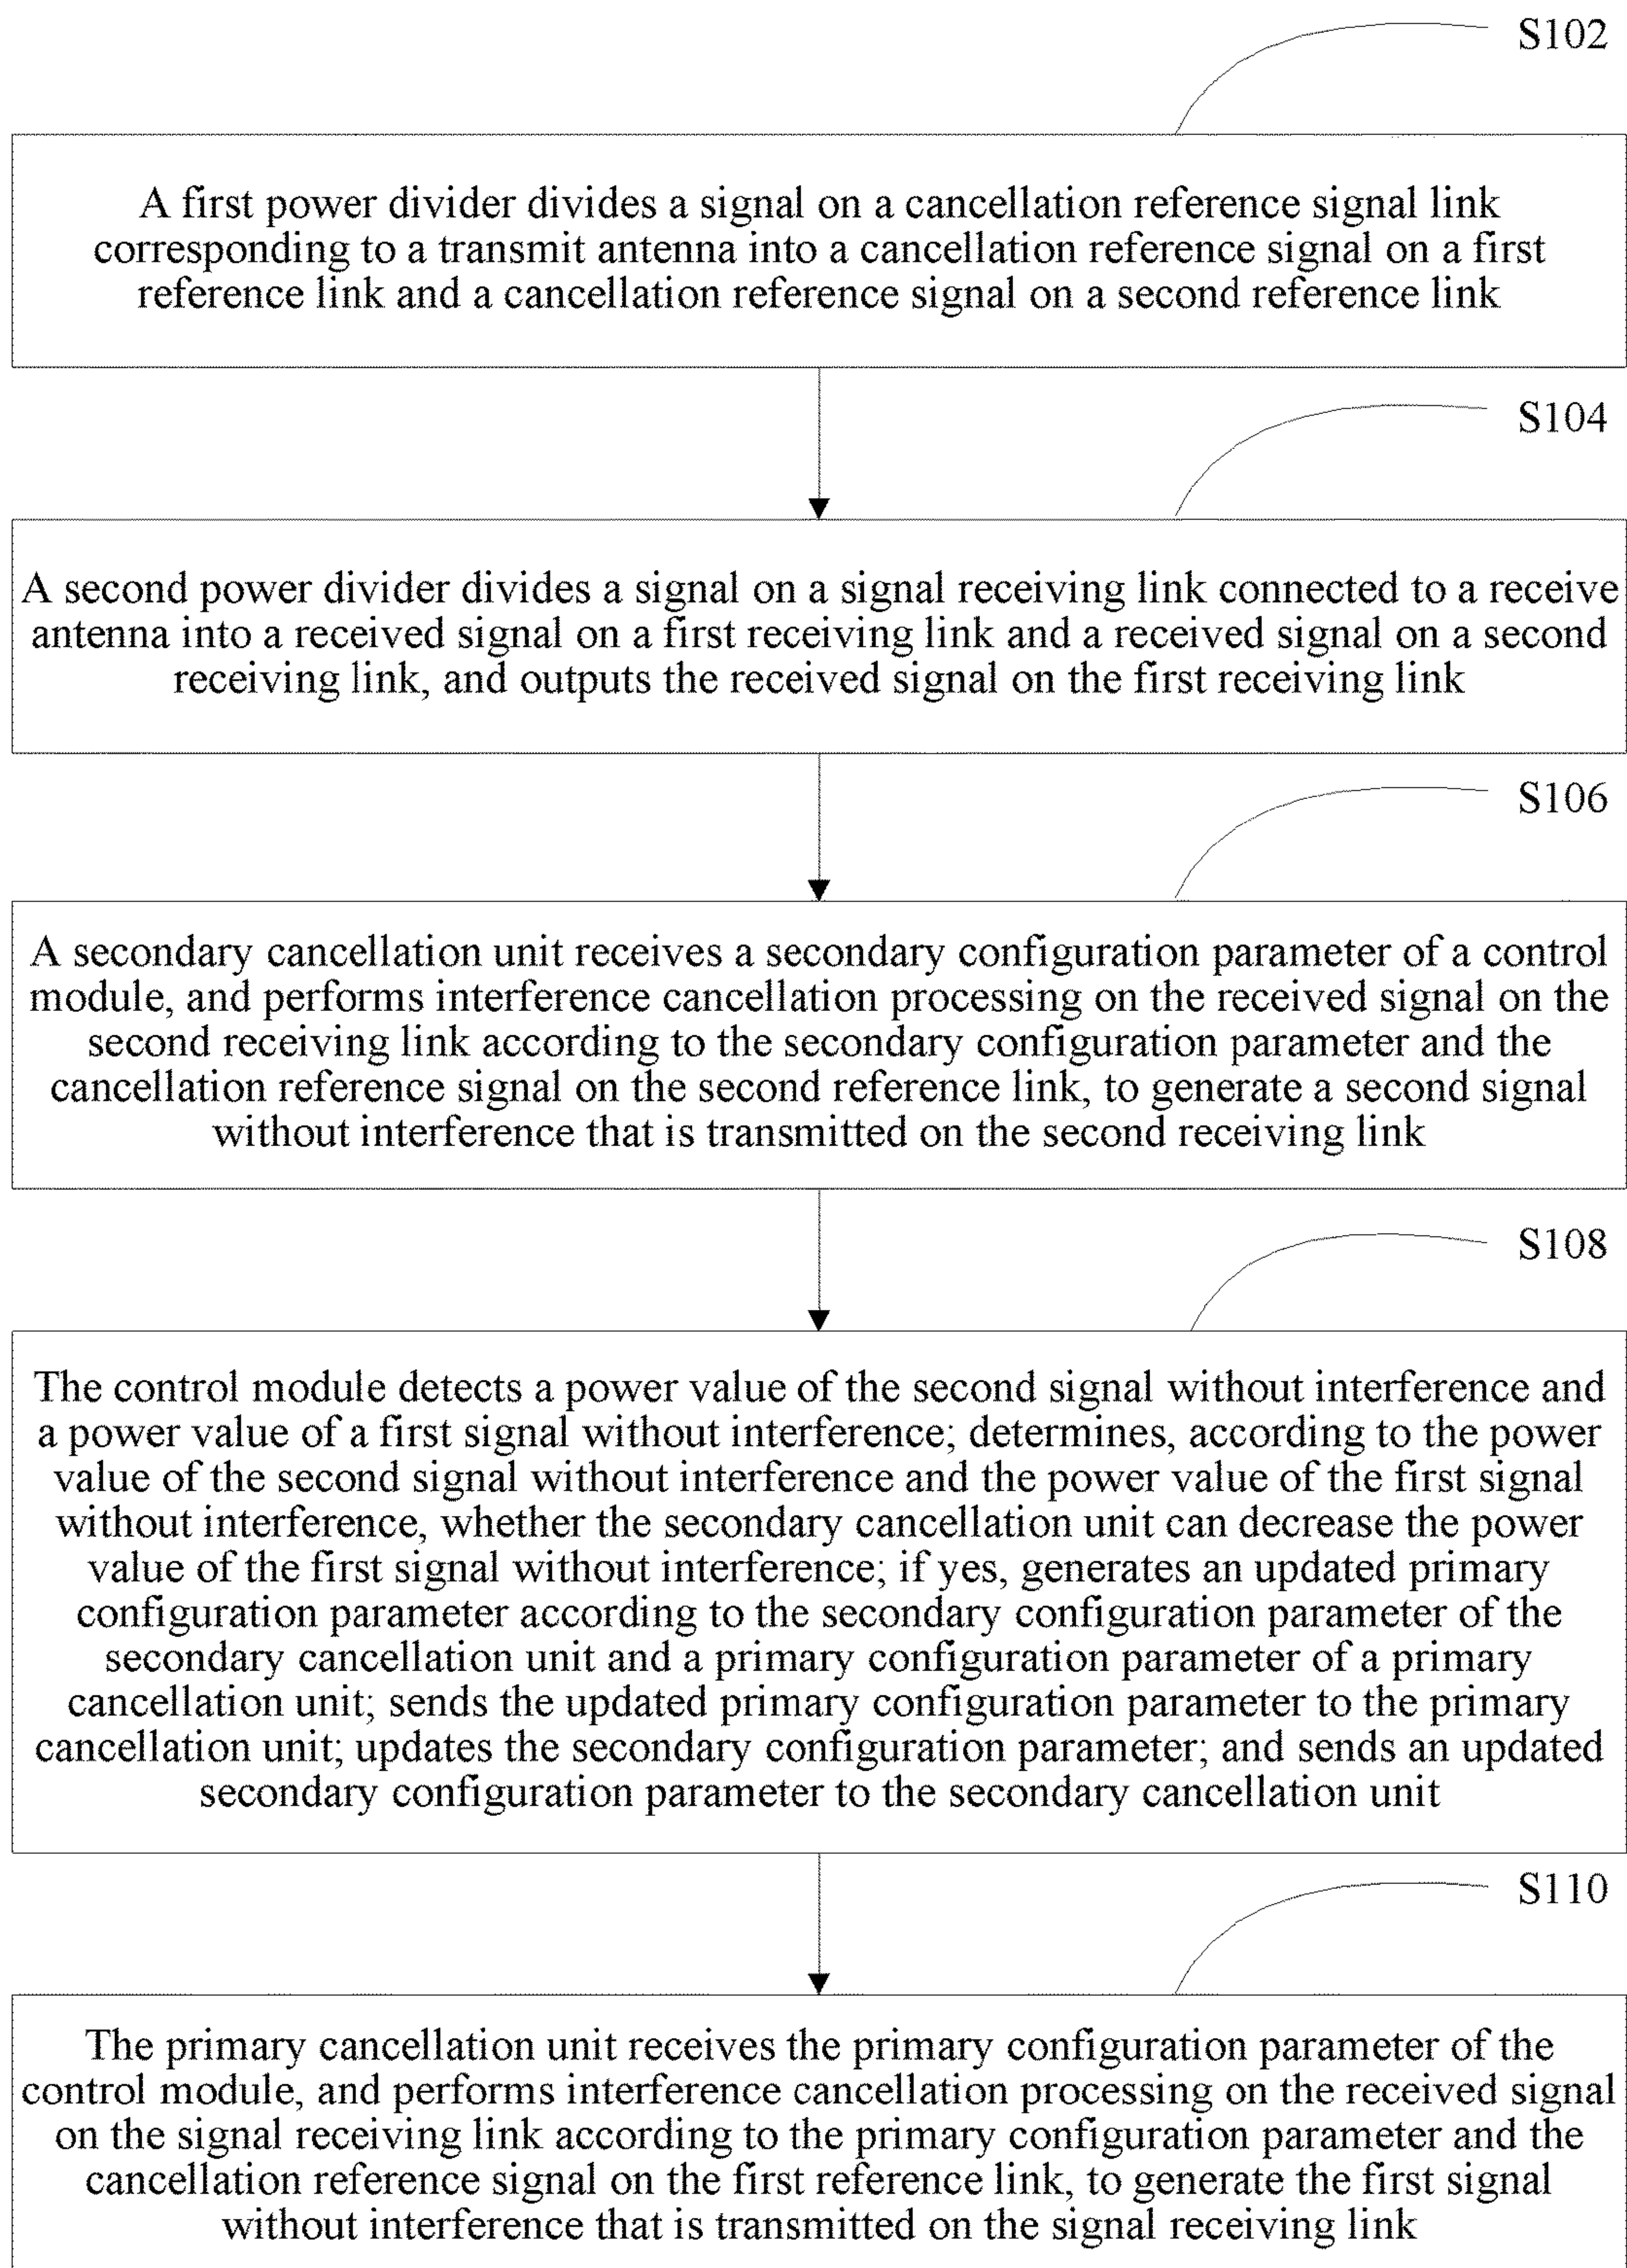 S102
A first power divider divides a signal on a cancellation reference signal link
corresponding to a transmit antenna into a cancellation reference signal on a first
reference link and a cancellation reference signal on a second reference link
S104
A second power divider divides a signal on a signal receiving link connected to a receive
antenna into a received signal on a first receiving link and a received signal on a second
receiving link, and outputs the received signal on the first receiving link
S106
A secondary cancellation unit receives a secondary configuration parameter of a control
module, and performs interference cancellation processing on the received signal on the
second receiving link according to the secondary configuration parameter and the
cancellation reference signal on the second reference link, to generate a second signal
without interference that is transmitted on the second receiving link
S108
The control module detects a power value of the second signal without interference and
a power value of a first signal without interference; determines, according to the power
value of the second signal without interference and the power value of the first signal
without interference, whether the secondary cancellation unit can decrease the power
value of the first signal without interference; if yes, generates an updated primary
configuration parameter according to the secondary configuration parameter of the
secondary cancellation unit and a primary configuration parameter of a primary
cancellation unit; sends the updated primary configuration parameter to the primary
cancellation unit; updates the secondary configuration parameter; and sends an updated
secondary configuration parameter to the secondary cancellation unit
S110
The primary cancellation unit receives the primary configuration parameter of the
control module, and performs interference cancellation processing on the received signal
on the signal receiving link according to the primary configuration parameter and the
cancellation reference signal on the first reference link, to generate the first signal
without interference that is transmitted on the signal receiving link